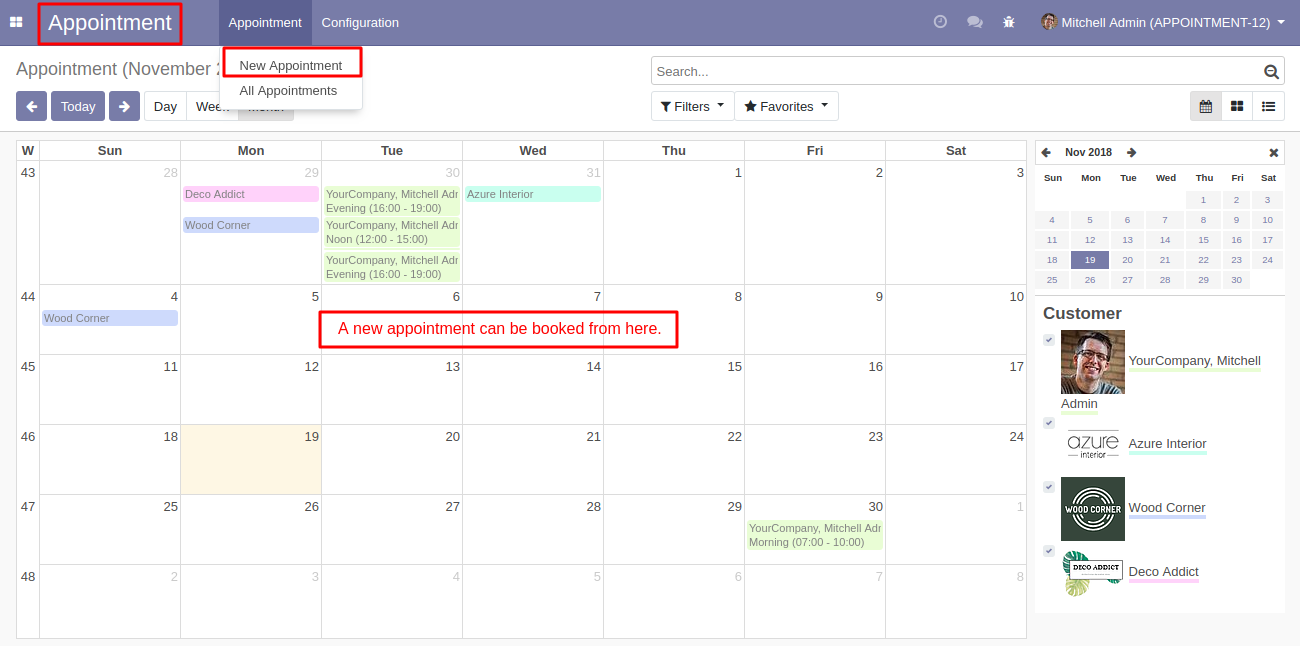 Appointment
Appointment
Configuration
Mitchell Admin (APPOINTMENT-12)
New Appointment
All Appointments
Appointment (November
Search...
Today
Day
Filters
Favorites
W Sun Mon Tue Wed Thu Fri Sat
43 28 29 30 31 1 2 3
Deco Addict
Wood Corner
YourCompany, Mitchell Adr
Evening (16:00 - 19:00)
YourCompany, Mitchell Adr
Noon (12:00 - 15:00)
YourCompany, Mitchell Adr
Evening (16:00 - 19:00)
Azure Interior
44 4 5 6 7 8 9 10
Wood Corner
A new appointment can be booked from here.
45 11 12 13 14 15 16 17
46 18 19 20 21 22 23 24
47 25 26 27 28 29 30 1
YourCompany, Mitchell Adr
Morning (07:00 - 10:00)
48 2 3 4 5 6 7 8
Nov 2018
Sun Mon Tue Wed Thu Fri Sat
1 2 3
4 5 6 7 8 9 10
11 12 13 14 15 16 17
18 19 20 21 22 23 24
25 26 27 28 29 30
Customer
YourCompany, Mitchell
Admin
azure
interior
Azure Interior
WOOD CORNER
Wood Corner
DECO ADDICT
Deco Addict